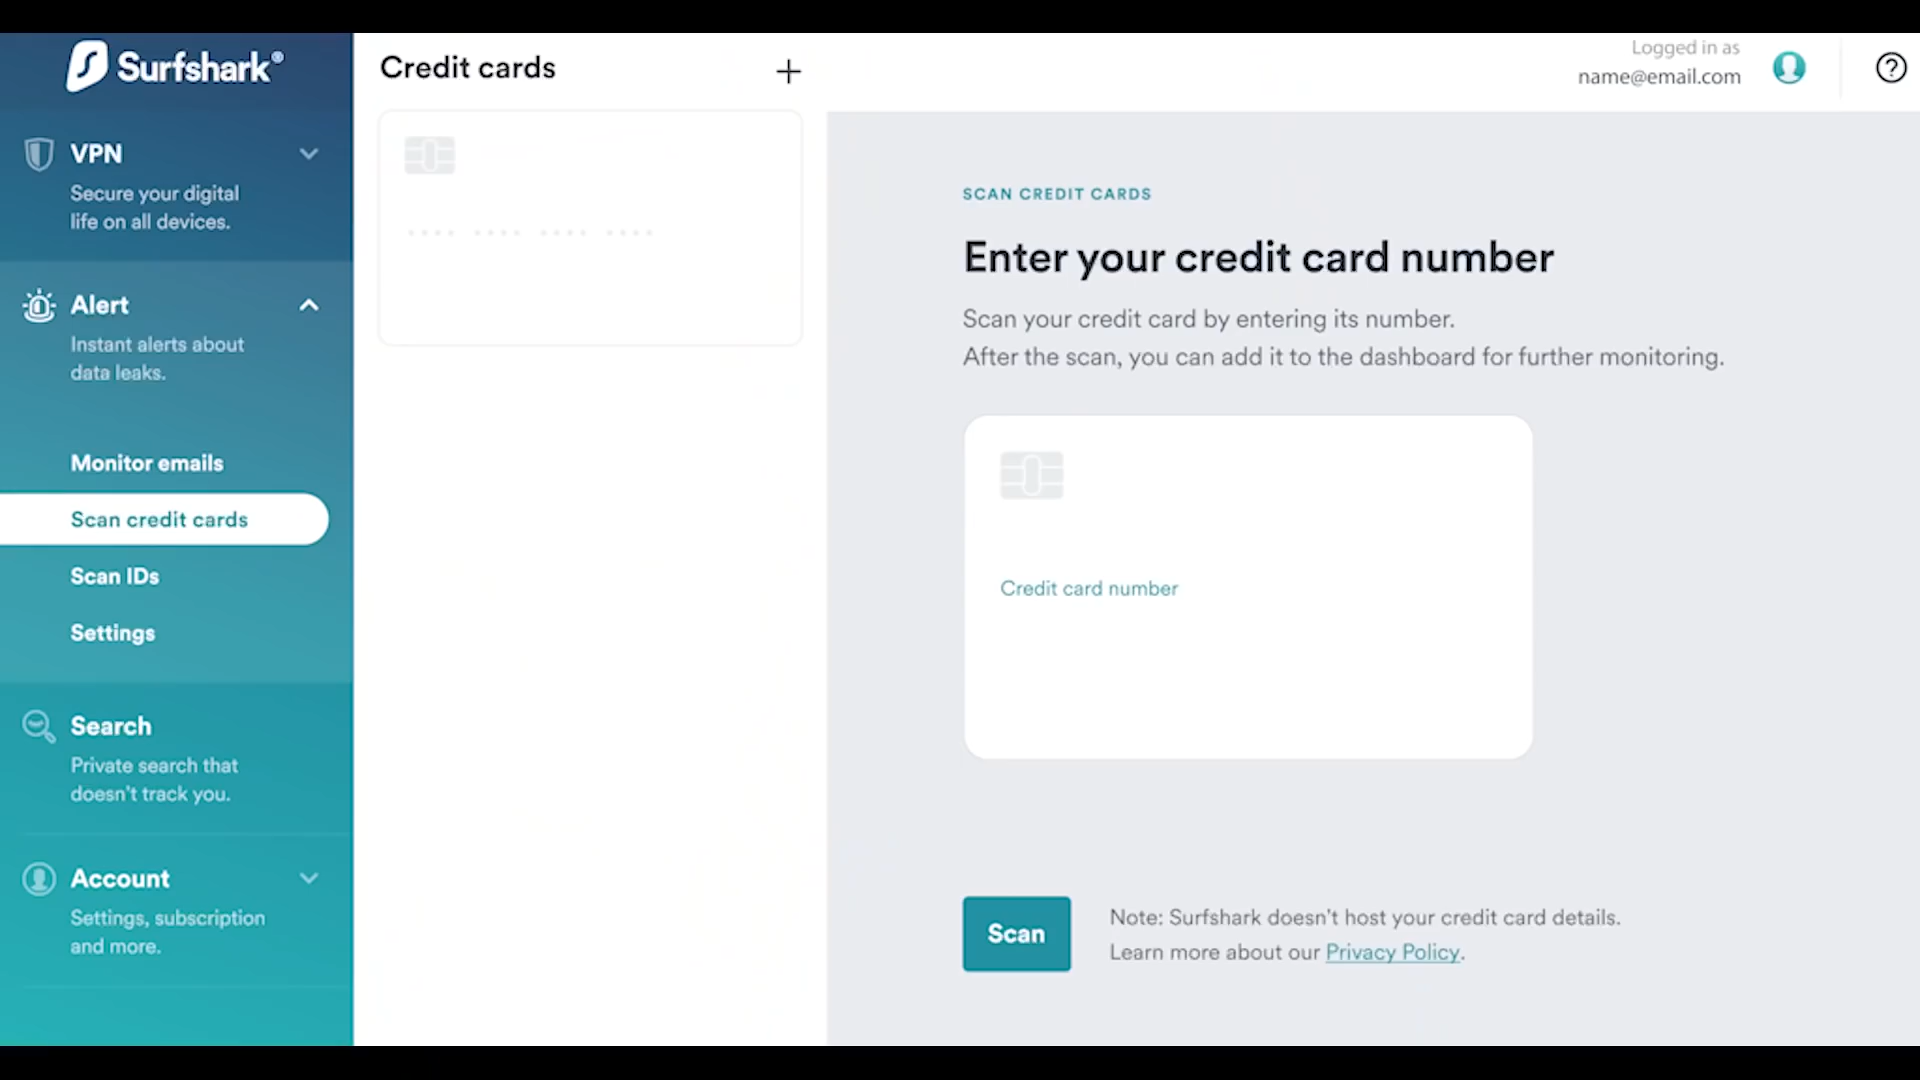 Surfshark®
VPN
Secure your digital
life on all devices.
Alert
Instant alerts about
data leaks.
Monitor emails
Scan credit cards
Scan IDs
Settings
Search
Private search that
doesn't track you.
Account
Settings, subscription
and more.
Credit cards
Logged in as
name@email.com
SCAN CREDIT CARDS
Enter your credit card number
Scan your credit card by entering its number.
After the scan, you can add it to the dashboard for further monitoring.
Credit card number
Scan
Note: Surfshark doesn't host your credit card details.
Learn more about our Privacy Policy.